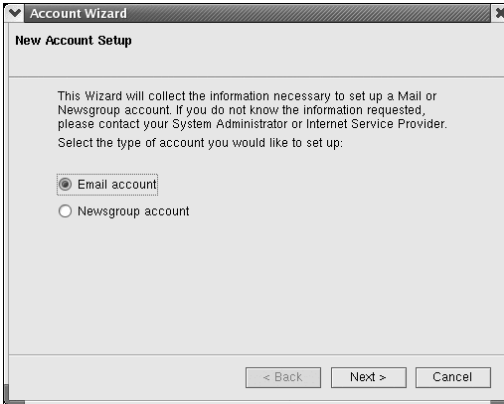 Account Wizard
New Account Setup
This Wizard will collect the information necessary to set up a Mail or
Newsgroup account. If you do not know the information requested,
please contact your System Administrator or Internet Service Provider.
Select the type of account you would like to set up:
Email account
Newsgroup account
< Back
Next >
Cancel